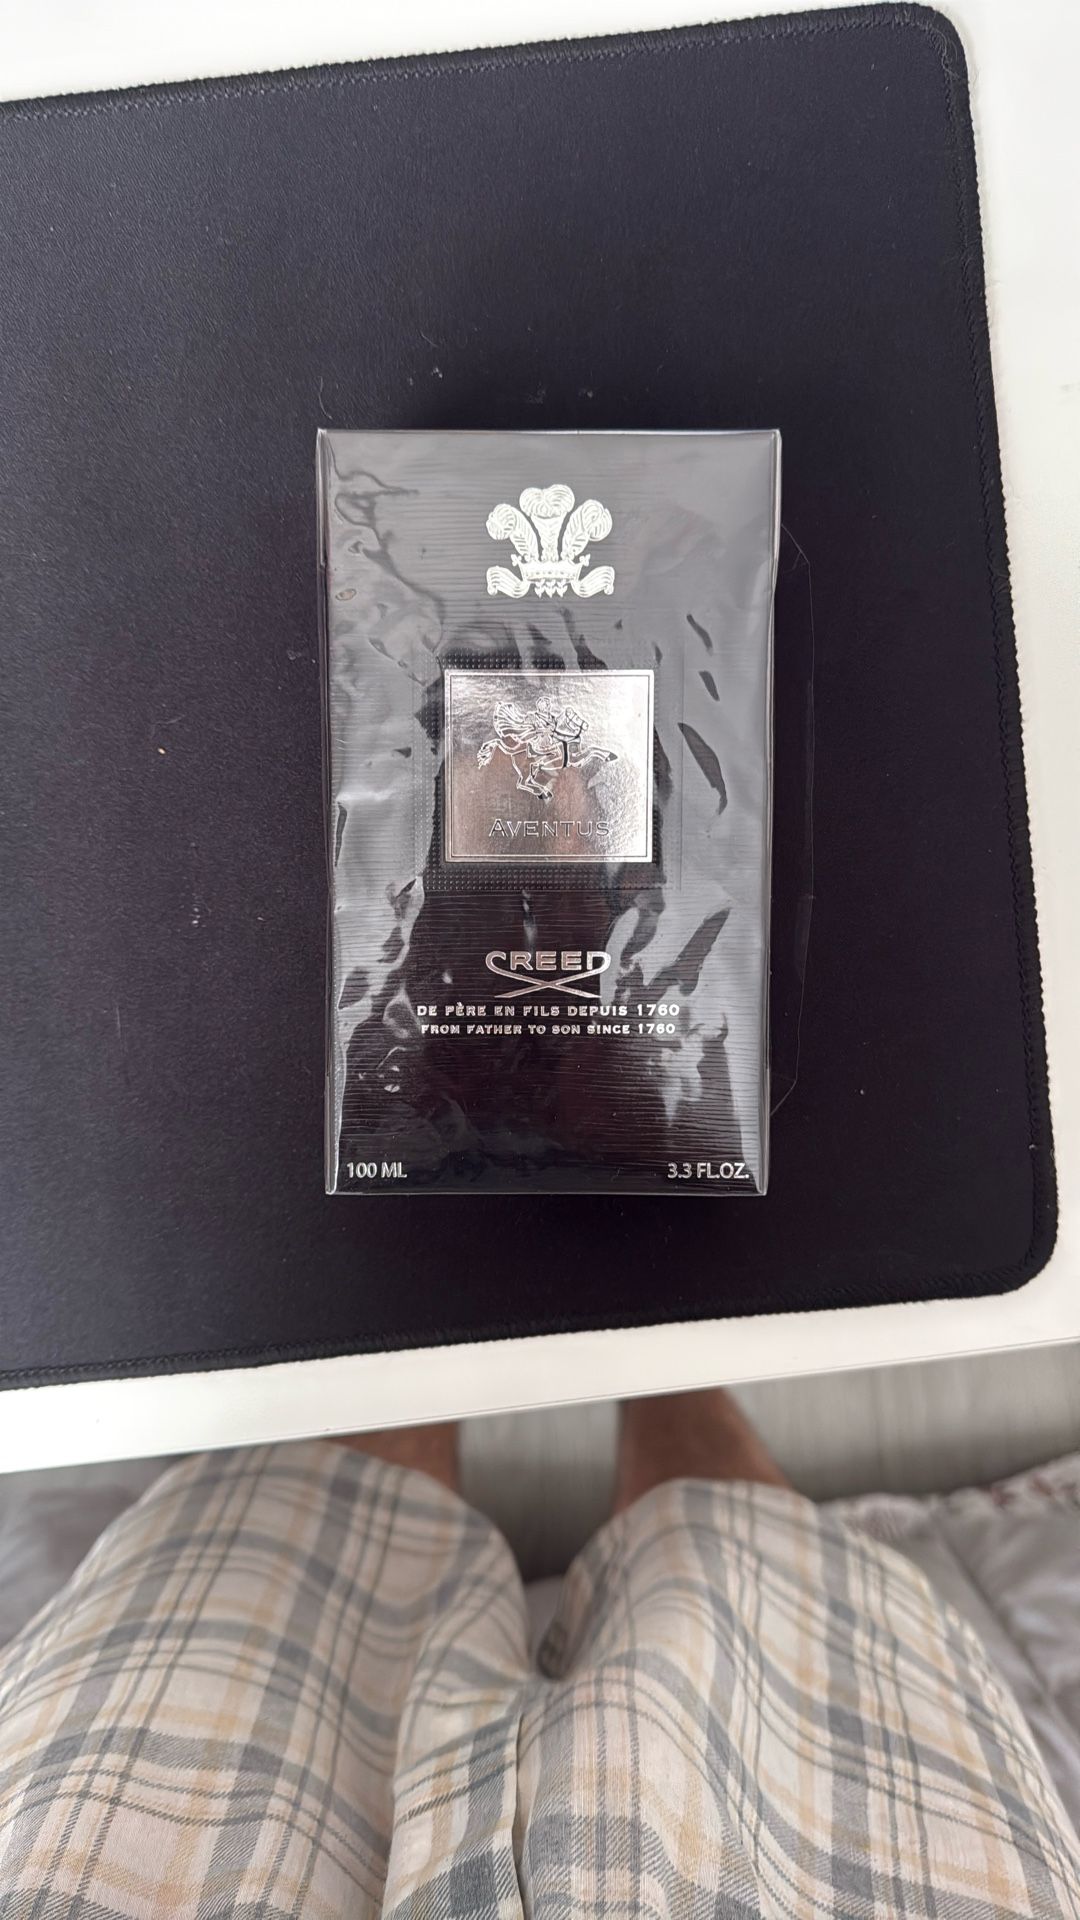 AVENTUS
CREED
DE PÈRE EN FILS DEPUIS 1760
FROM FATHER TO SON SINCE 1760
100 ML
3.3 FL.OZ.